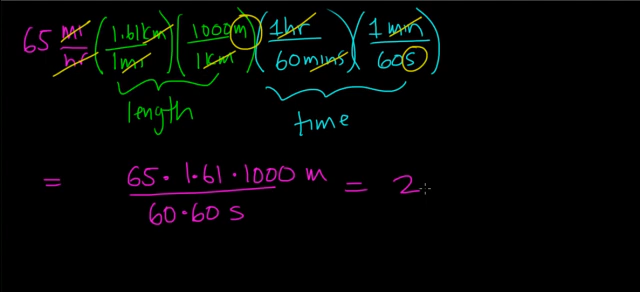 65 mi/hr (1.61km/1mi)(1000m/1km)(1hr/60mins)(1min/60s)
length time
= 65·1.61·1000 m/60·60 s = 2